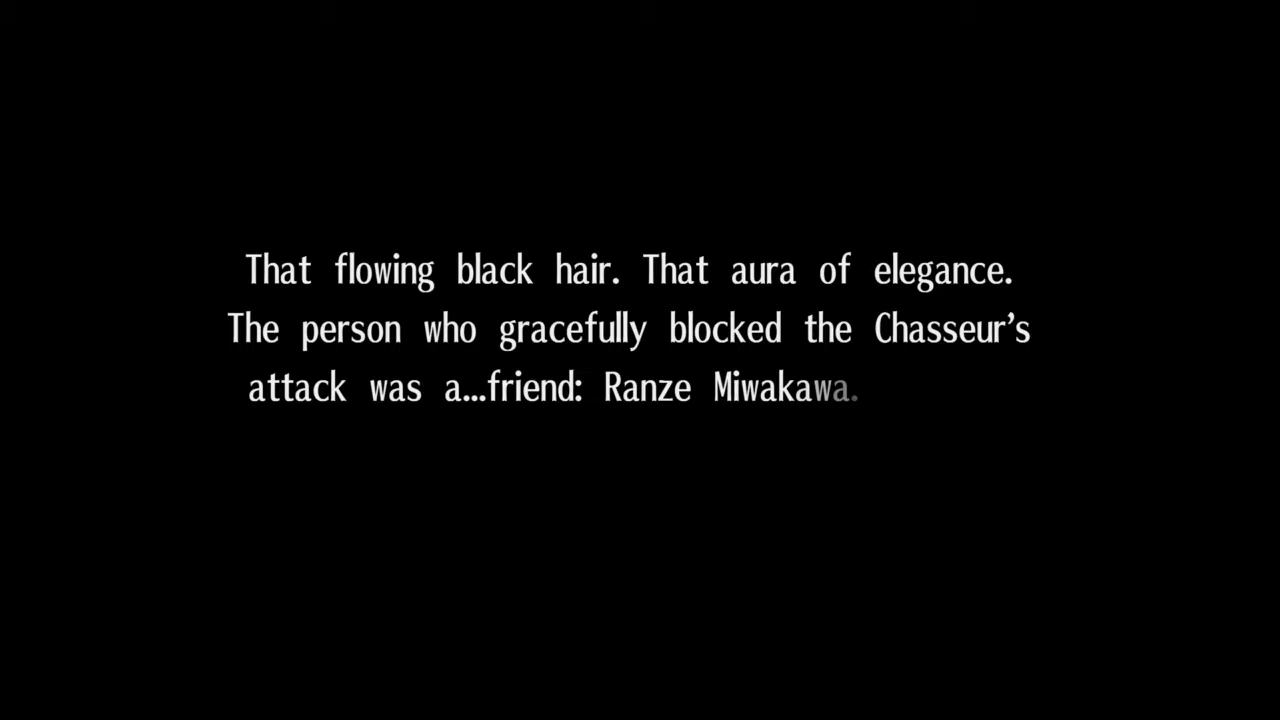 That flowing black hair. That aura of elegance.
The person who gracefully blocked the Chasseur’s
attack was a...friend: Ranze Miwakawa.